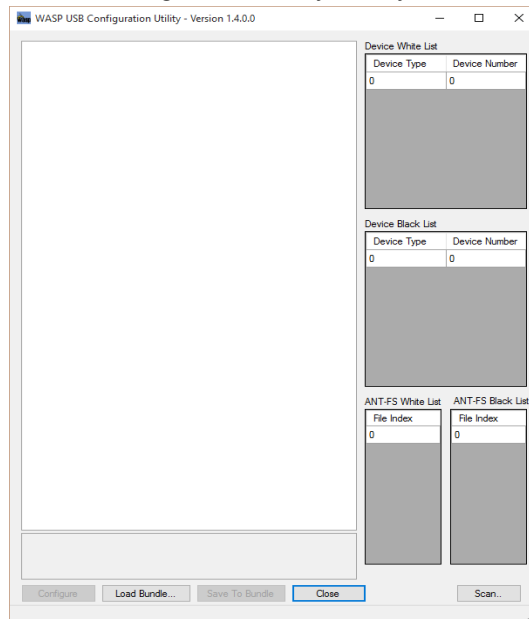 WASP USB Configuration Utility - Version 1.4.0.0
Device White List
Device Type Device Number
0 0
Device Black List
Device Type Device Number
0 0
ANT-FS White List ANT-FS Black List
File Index File Index
0 0
Configure Load Bundle... Save To Bundle Close Scan..